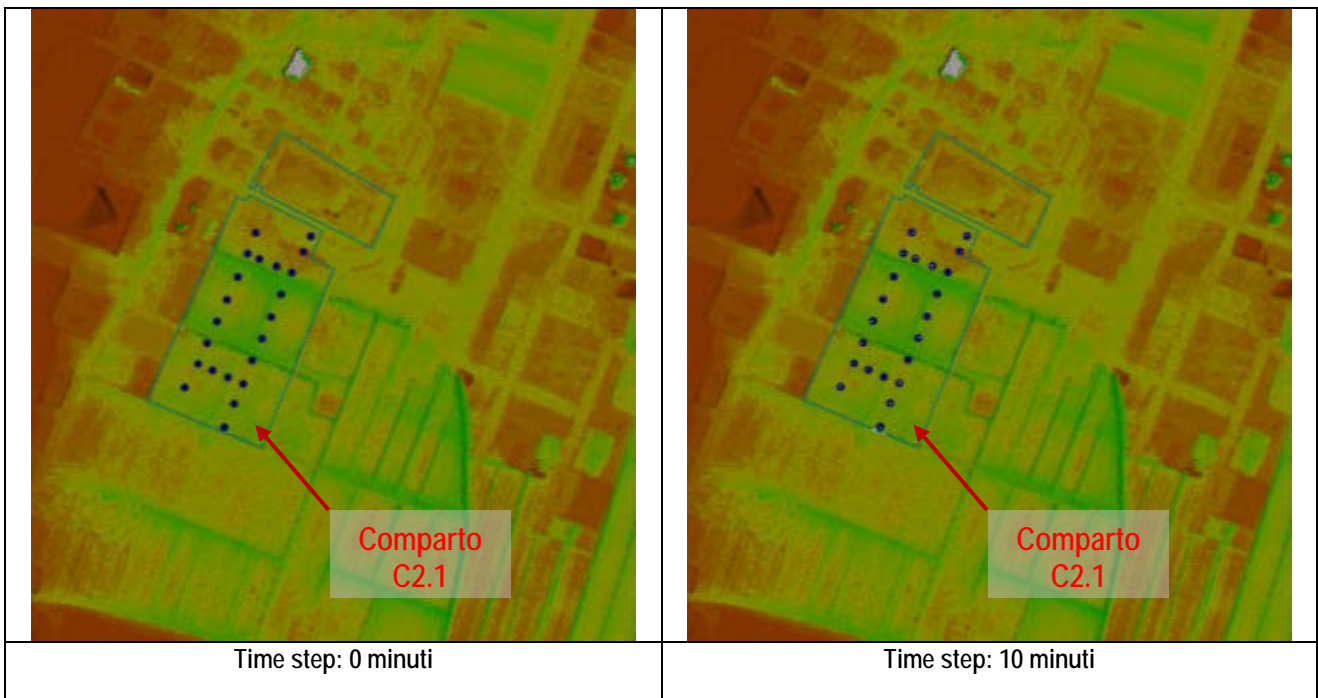 Comparto
C2.1
Comparto
C2.1
Time step: 0 minuti
Time step: 10 minuti